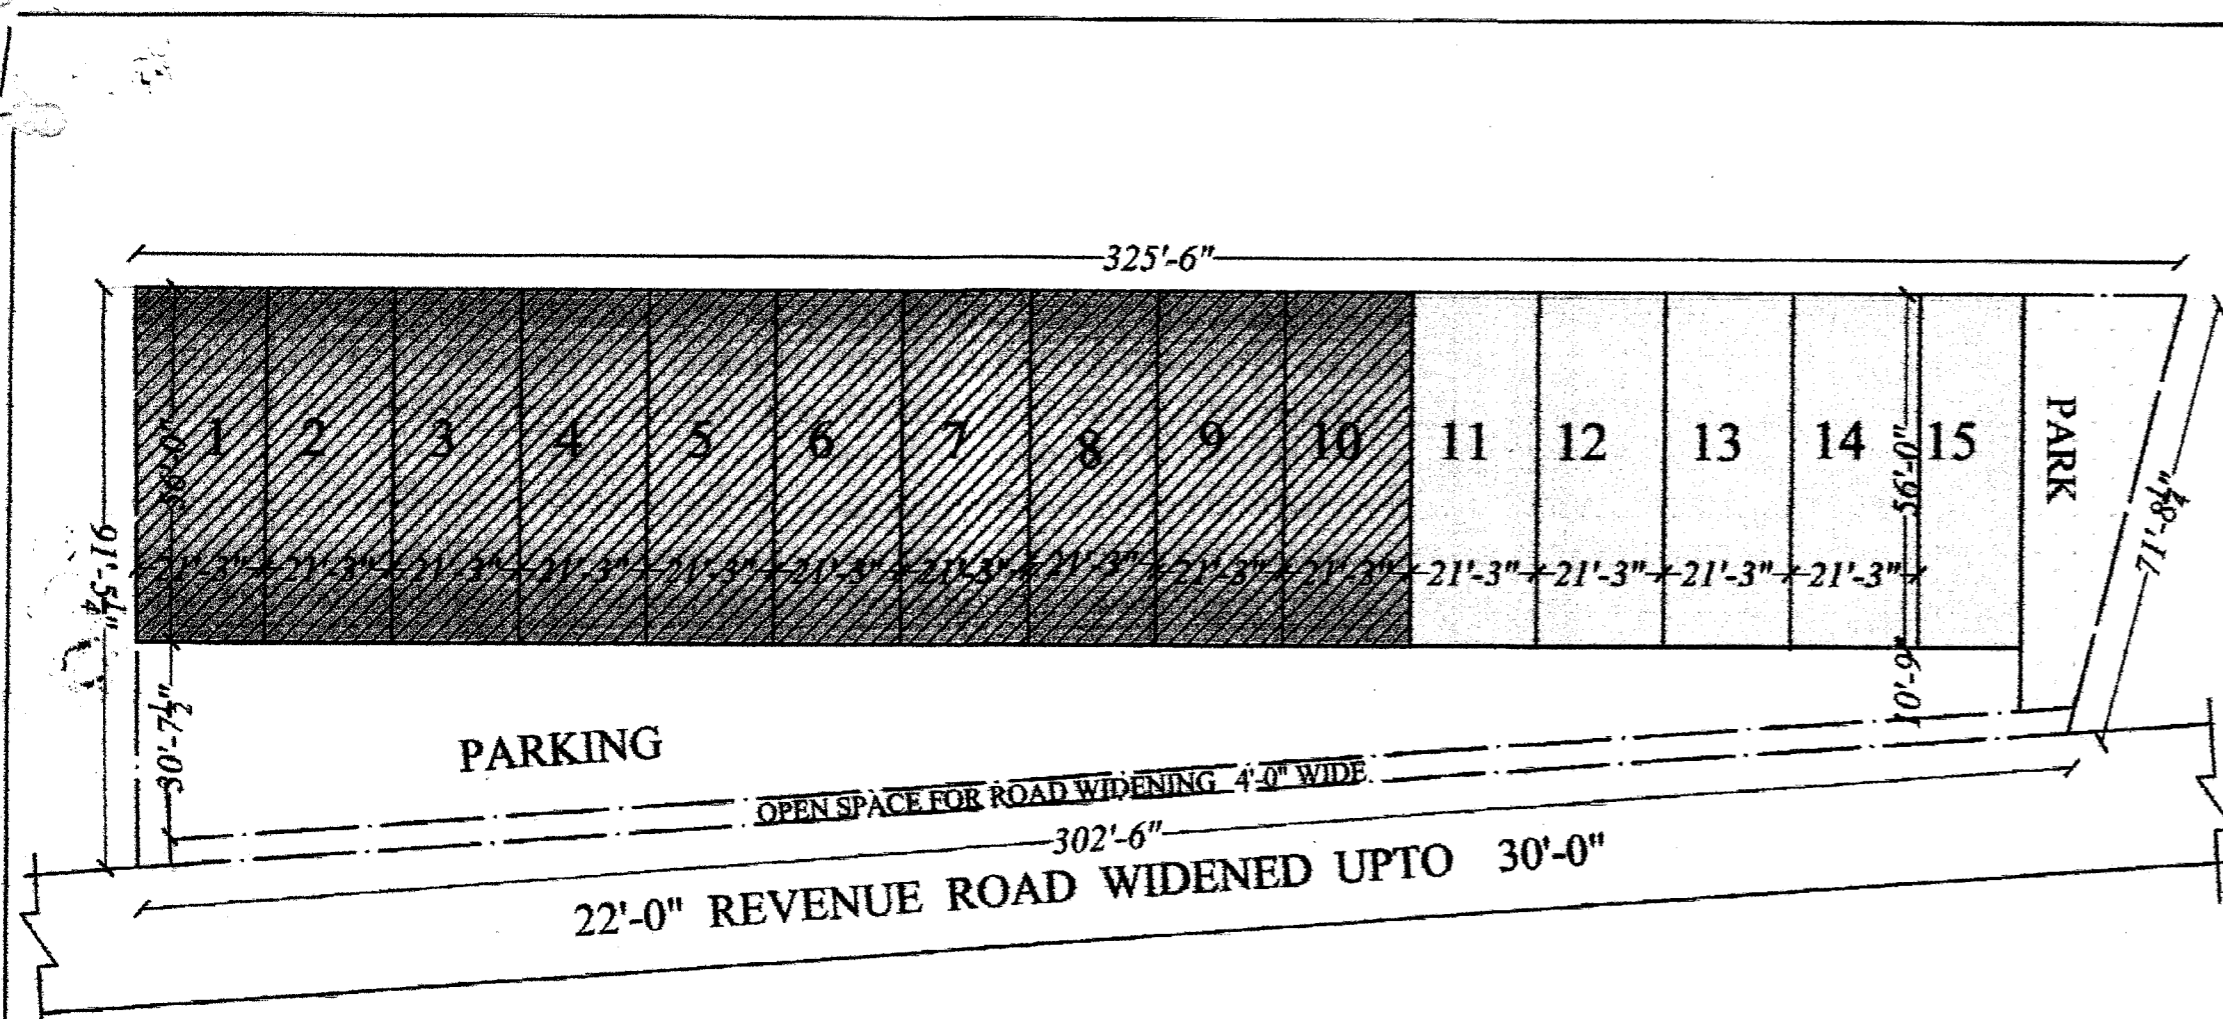 325'-6"
1 2 3 4 5 6 7 8 9 10 11 12 13 14 15
PARK
59'-0"
71'-8¼"
91'-5¼"
21'-3" 21'-3" 21'-3" 21'-3" 21'-3" 21'-3" 21'-3" 21'-3" 21'-3" 21'-3" 21'-3" 21'-3" 21'-3" 21'-3"
30'-7½"
10'-9"
PARKING
OPEN SPACE FOR ROAD WIDENING 4'-0" WIDE
302'-6"
22'-0" REVENUE ROAD WIDENED UPTO 30'-0"